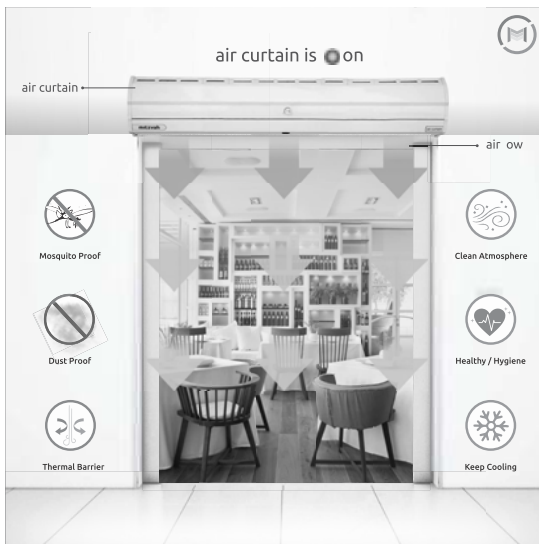 air curtain is on
air curtain
air ow
Mosquito Proof
Clean Atmosphere
Dust Proof
Healthy / Hygiene
Thermal Barrier
Keep Cooling